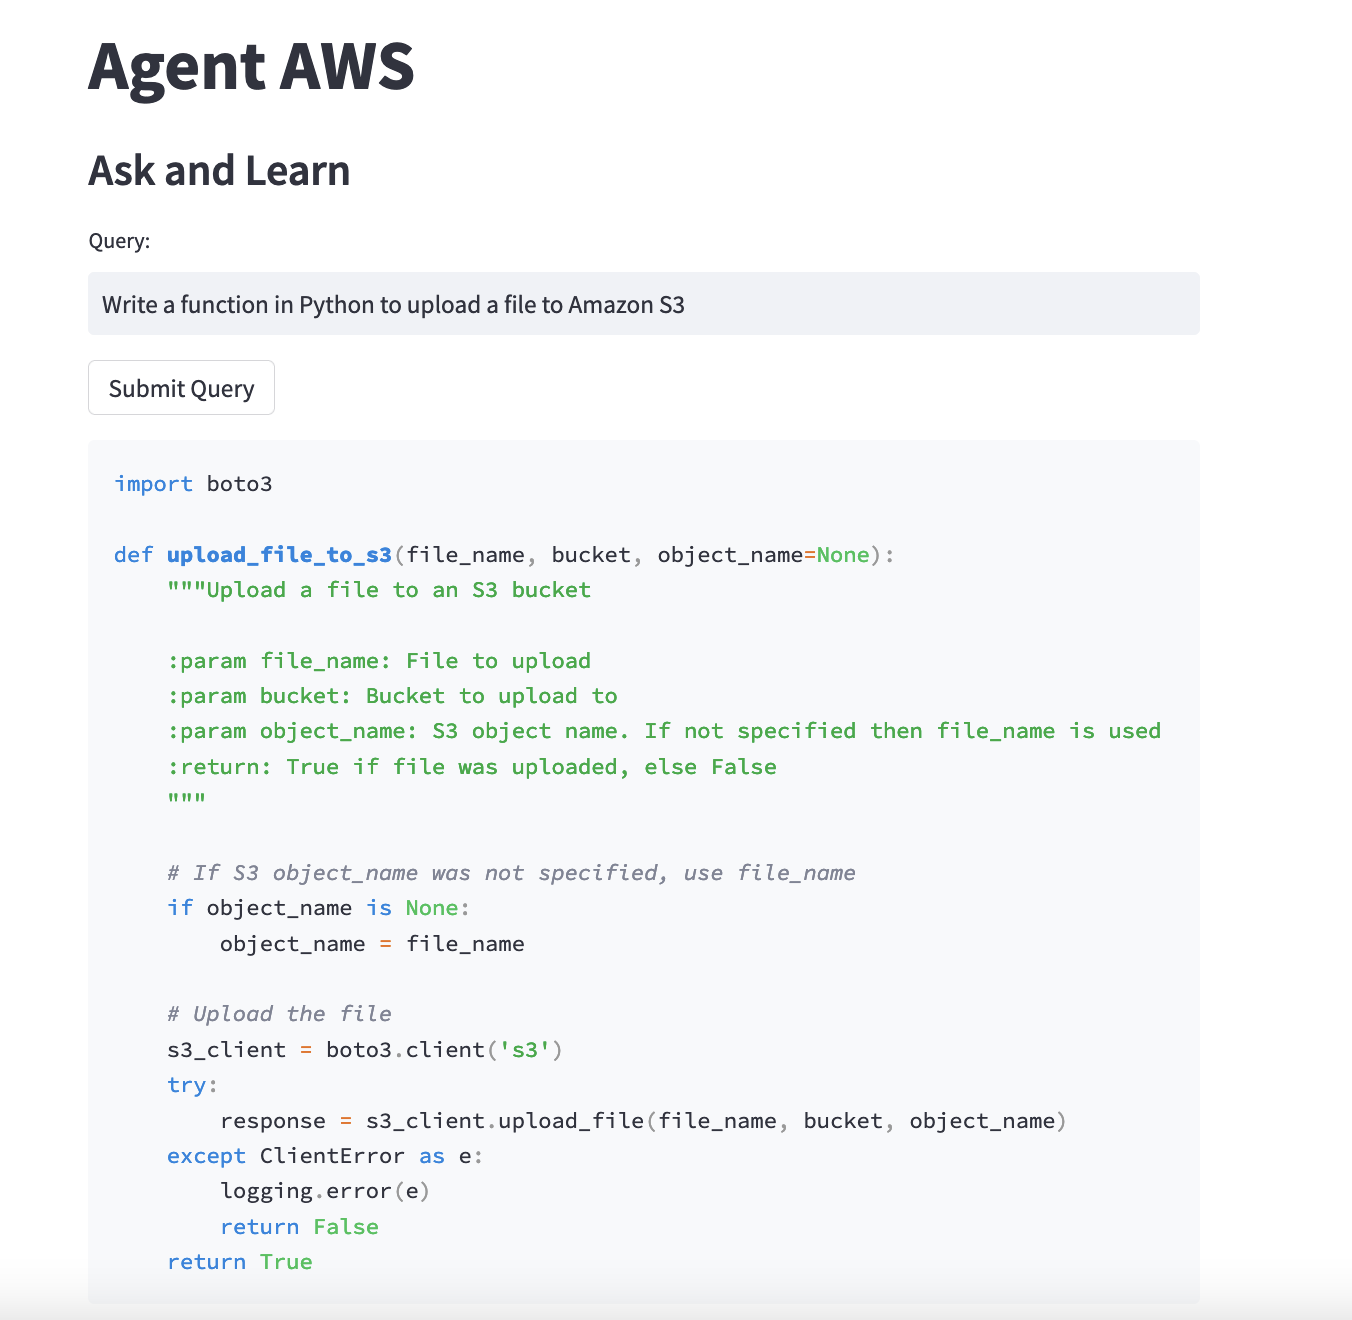 Agent AWS
Ask and Learn
Query:
Write a function in Python to upload a file to Amazon S3
Submit Query
import boto3
def upload_file_to_s3(file_name, bucket, object_name=None):
"""Upload a file to an S3 bucket
:param file_name: File to upload
:param bucket: Bucket to upload to
:param object_name: S3 object name. If not specified then file_name is used
:return: True if file was uploaded, else False
"""
# If S3 object_name was not specified, use file_name
if object_name is None:
object_name = file_name
# Upload the file
s3_client = boto3.client('s3')
try:
response = s3_client.upload_file(file_name, bucket, object_name)
except ClientError as e:
logging.error(e)
return False
return True